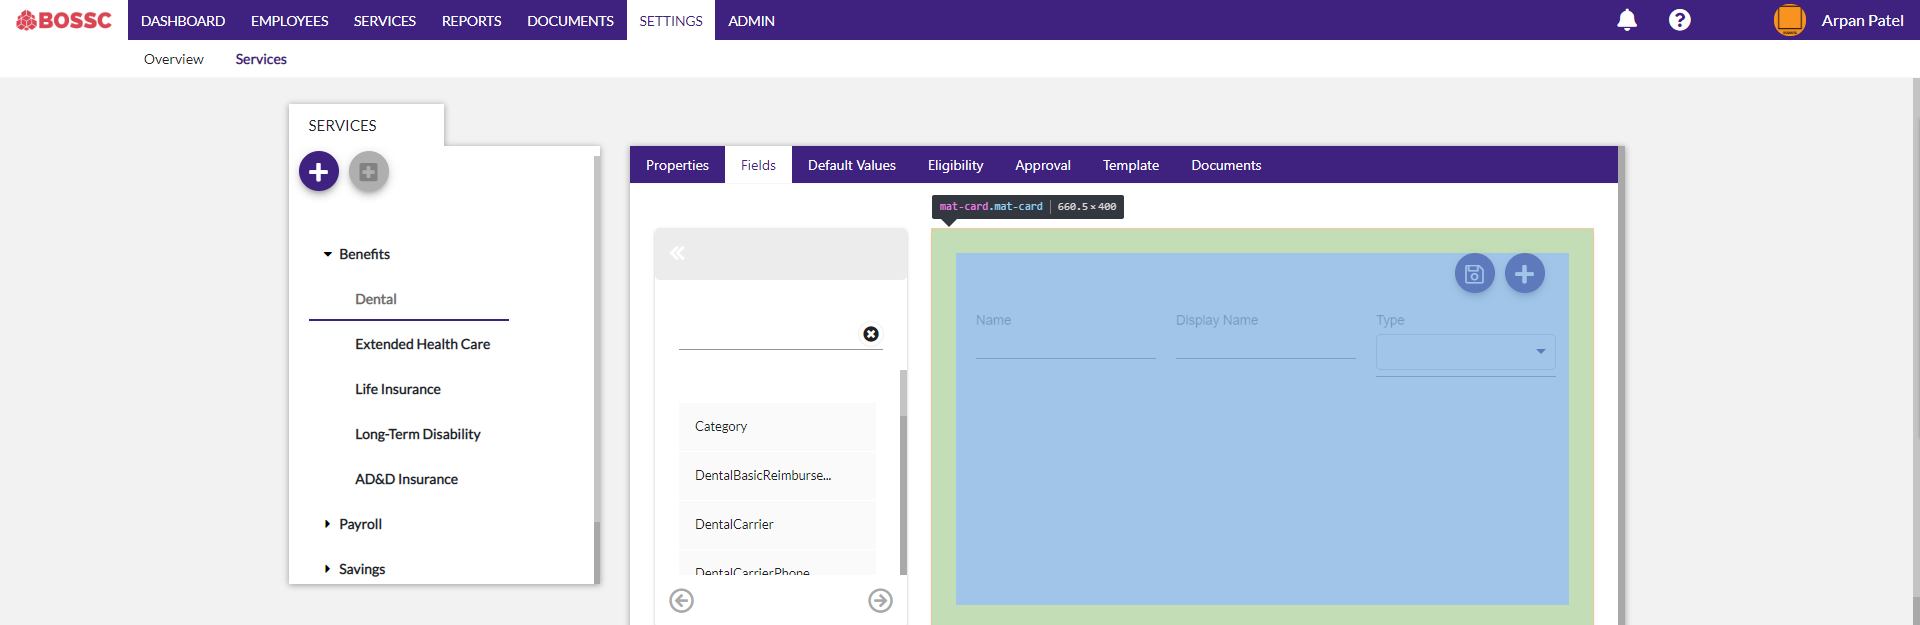 BOSSC DASHBOARD EMPLOYEES SERVICES REPORTS DOCUMENTS SETTINGS ADMIN Arpan Patel
Overview Services
SERVICES
Benefits
Dental
Extended Health Care
Life Insurance
Long-Term Disability
AD&D Insurance
Payroll
Savings
Properties Fields Default Values Eligibility Approval Template Documents
mat-card.mat-card 660.5×400
Category
DentalBasicReimburse...
DentalCarrier
DentalCarrierPhone
Name Display Name Type